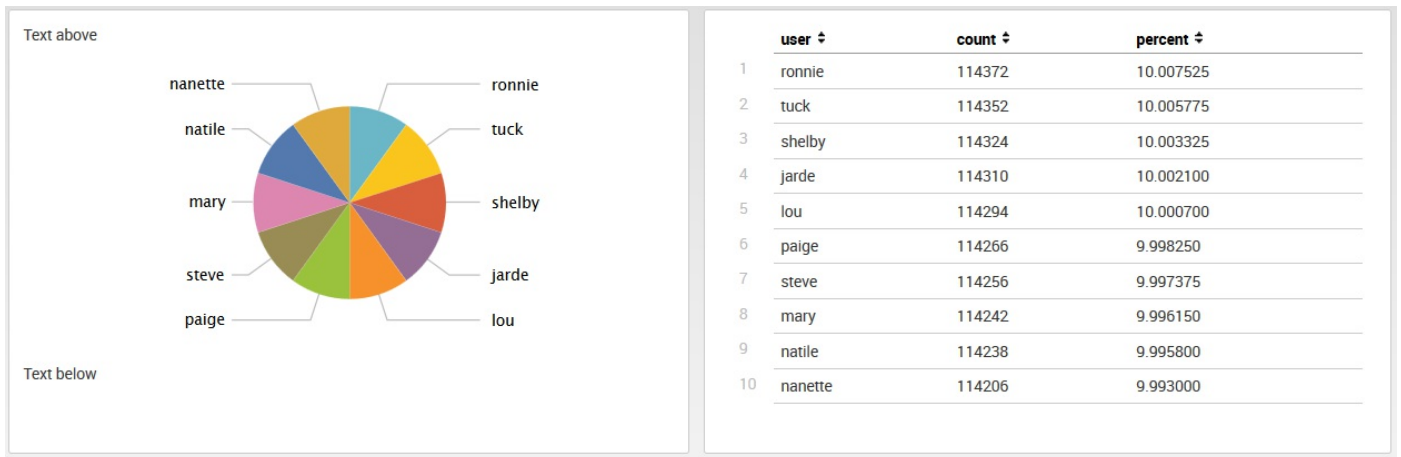 Text above
nanette ronnie
natile tuck
mary shelby
steve jarde
paige lou
Text below
user count percent
1 ronnie 114372 10.007525
2 tuck 114352 10.005775
3 shelby 114324 10.003325
4 jarde 114310 10.002100
5 lou 114294 10.000700
6 paige 114266 9.998250
7 steve 114256 9.997375
8 mary 114242 9.996150
9 natile 114238 9.995800
10 nanette 114206 9.993000